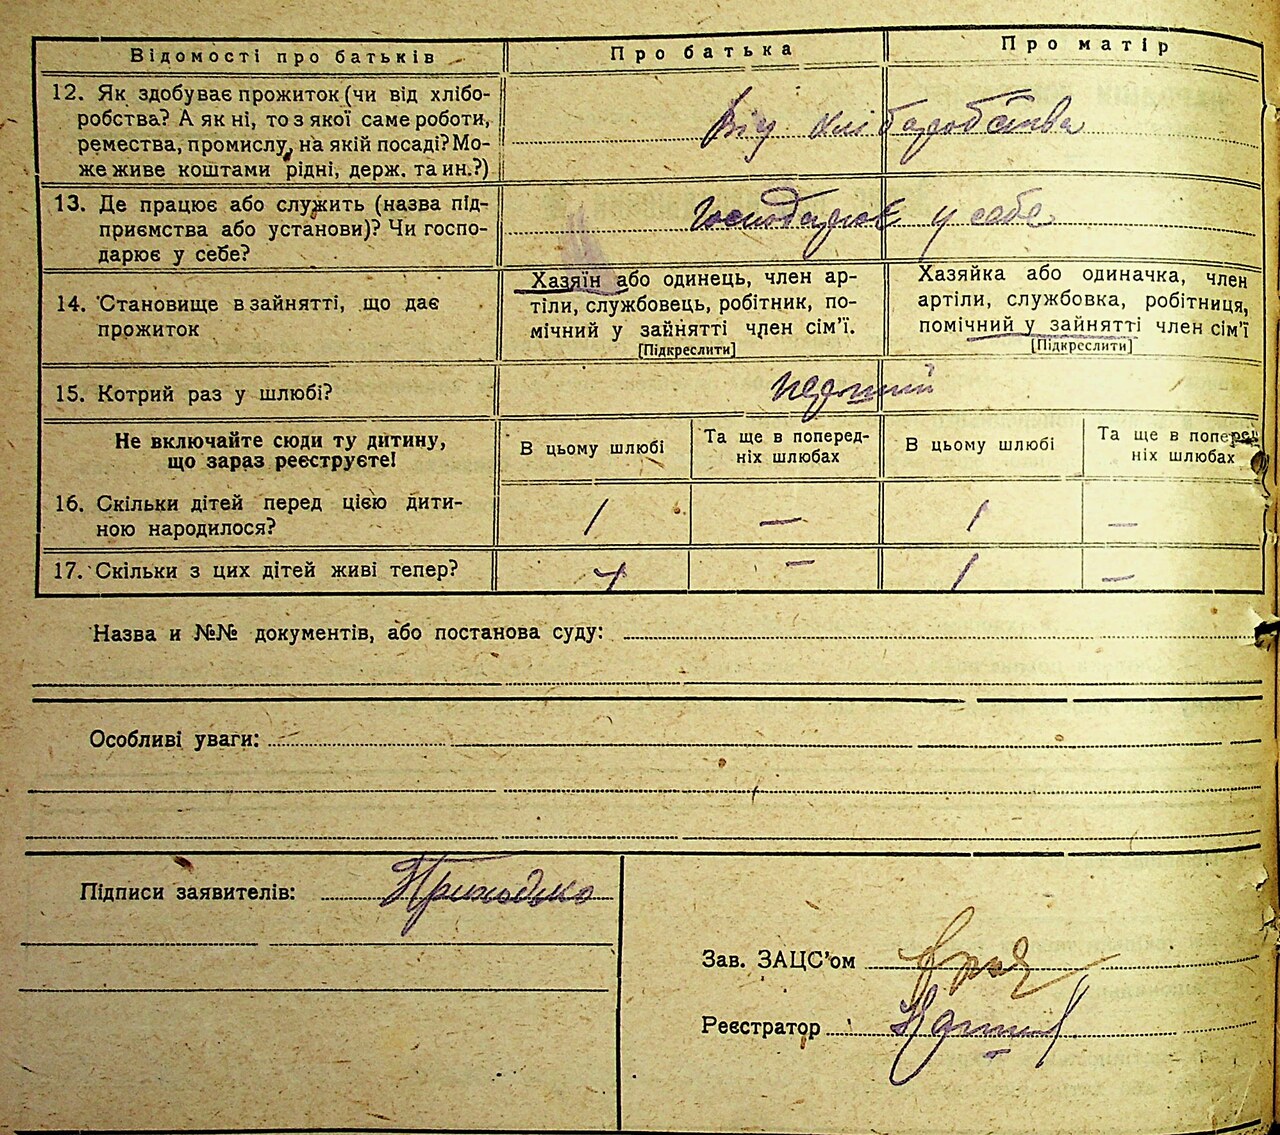 Відомості про батьків Про батька Про матір
12. Як здобуває прожиток (чи від хлібо-
робства? А як ні, то з якої саме роботи,
ремества, промислу, на якій посаді? Мо-
же живе коштами рідні, держ. та ин.?)
Від хліборобства
13. Де працює або служить (назва під-
приємства або установи)? Чи госпо-
дарює у себе?
Господарює у себе
14. Становище в зайнятті, що дає
прожиток
Хазяїн або одинець, член ар-
тіли, службовець, робітник, по-
мічний у зайнятті член сім'ї.
[Підкреслити]
Хазяйка або одиначка, член
артіли, службовка, робітниця,
помічний у зайнятті член сім'ї
[Підкреслити]
15. Котрий раз у шлюбі? первий
Не включайте сюди ту дитину,
що зараз реєструєте!
В цьому шлюбі
Та ще в поперед-
ніх шлюбах
В цьому шлюбі
Та ще в поперед
ніх шлюбах
16. Скільки дітей перед цією дити-
ною народилося?
1 — 1 —
17. Скільки з цих дітей живі тепер? 1 — 1 —
Назва и №№ документів, або постанова суду:
Особливі уваги:
Підписи заявителів: Приходько
Зав. ЗАЦС'ом
Реєстратор